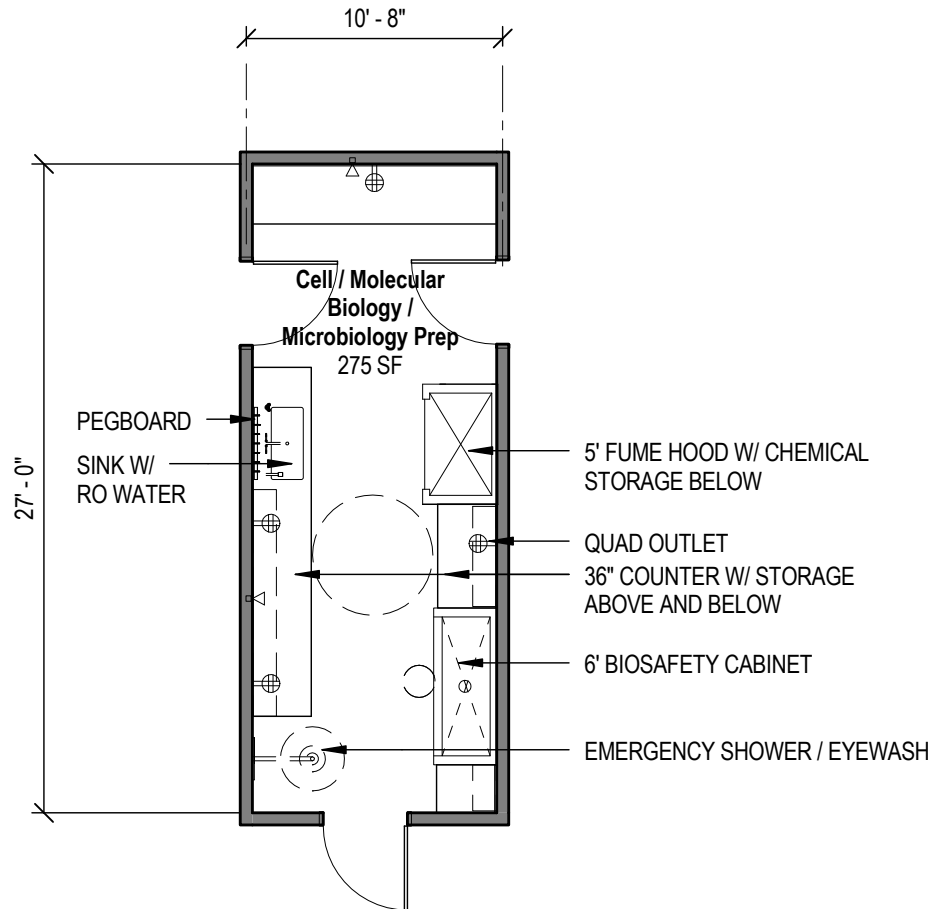 10' - 8"
27' - 0"
Cell / Molecular
Biology /
Microbiology Prep
275 SF
PEGBOARD
SINK W/
RO WATER
5' FUME HOOD W/ CHEMICAL
STORAGE BELOW
QUAD OUTLET
36" COUNTER W/ STORAGE
ABOVE AND BELOW
6' BIOSAFETY CABINET
EMERGENCY SHOWER / EYEWASH